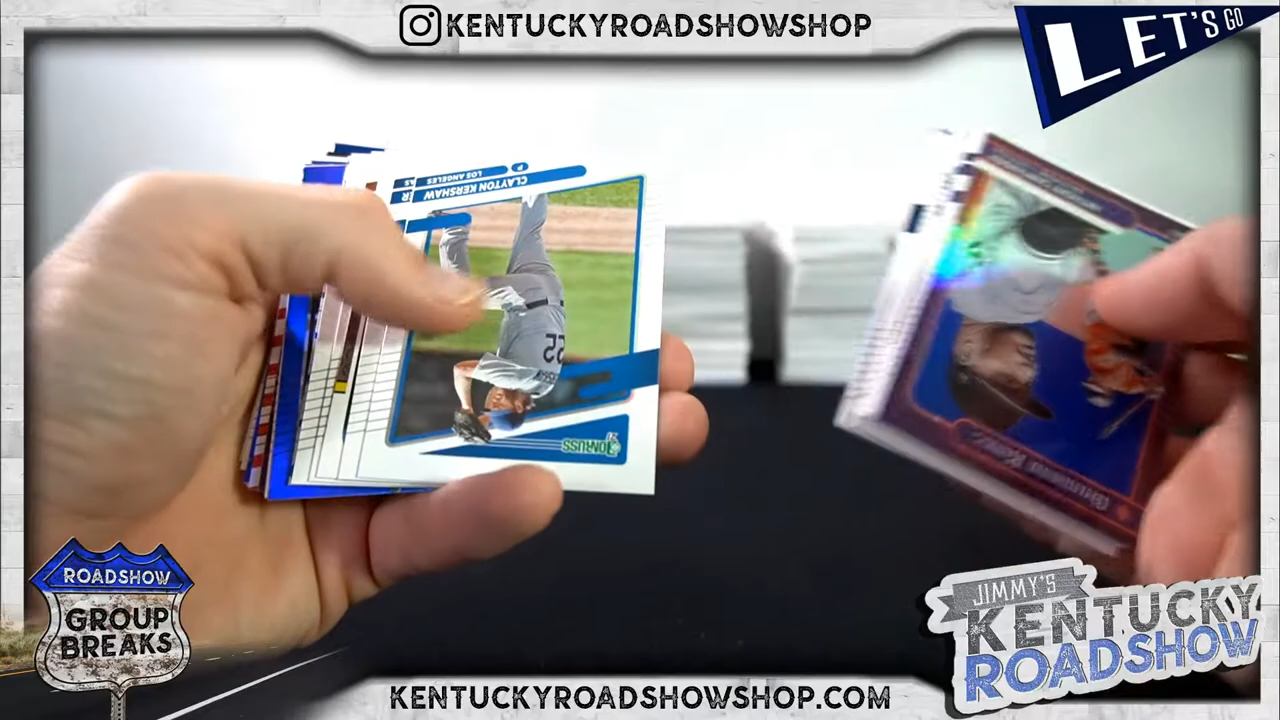 KENTUCKYROADSHOWSHOP
LET'S GO
CLAYTON KERSHAW
LOS ANGELES
P
22
DONRUSS
ROADSHOW
GROUP
BREAKS
JIMMY'S
KENTUCKY
ROADSHOW
KENTUCKYROADSHOWSHOP.COM